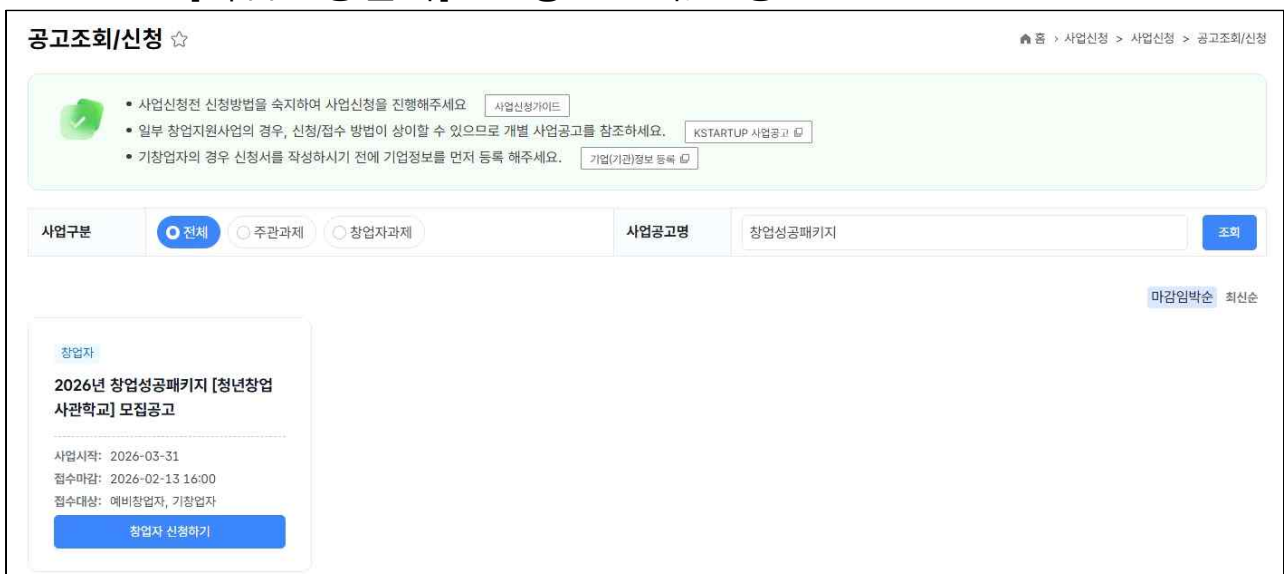 공고조회/신청
홈 > 사업신청 > 사업신청 > 공고조회/신청
• 사업신청전 신청방법을 숙지하여 사업신청을 진행해주세요 사업신청가이드
• 일부 창업지원사업의 경우, 신청/접수 방법이 상이할 수 있으므로 개별 사업공고를 참조하세요. KSTARTUP 사업공고
• 기창업자의 경우 신청서를 작성하시기 전에 기업정보를 먼저 등록 해주세요. 기업(기관)정보 등록
사업구분 전체 주관과제 창업자과제 사업공고명 창업성공패키지 조회
마감임박순 최신순
창업자
2026년 창업성공패키지 [청년창업
사관학교] 모집공고
사업시작: 2026-03-31
접수마감: 2026-02-13 16:00
접수대상: 예비창업자, 기창업자
창업자 신청하기